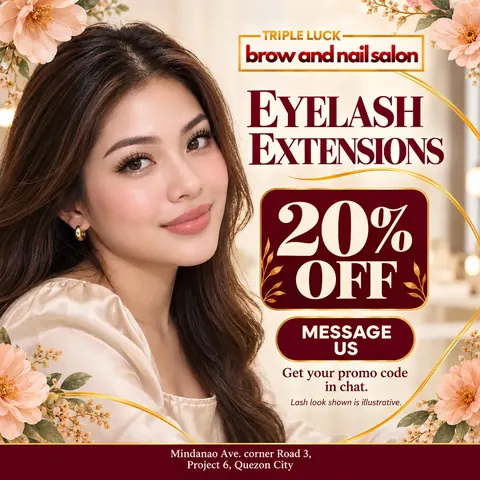 TRIPLE LUCK
brow and nail salon
EYELASH
EXTENSIONS
20%
OFF
MESSAGE
US
Get your promo code
in chat.
Lash look shown is illustrative.
Mindanao Ave. corner Road 3,
Project 6, Quezon City